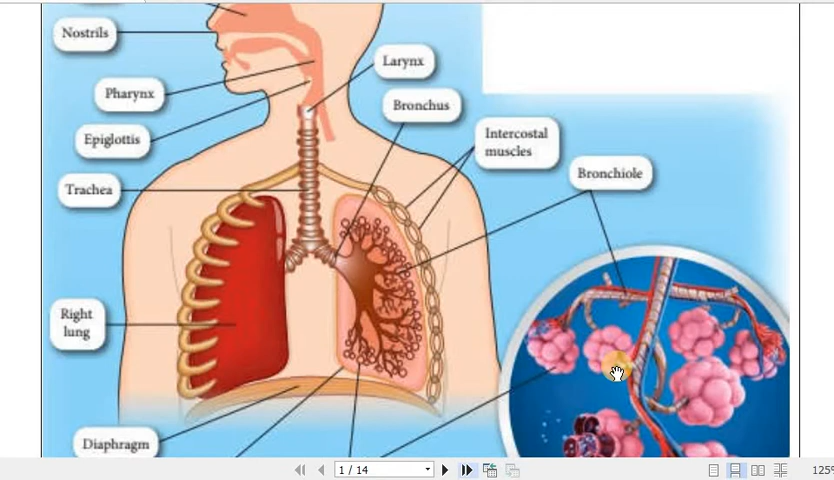 Nostrils
Larynx
Pharynx
Bronchus
Epiglottis
Intercostal
muscles
Bronchiole
Trachea
Right
lung
Diaphragm
1 / 14
125%